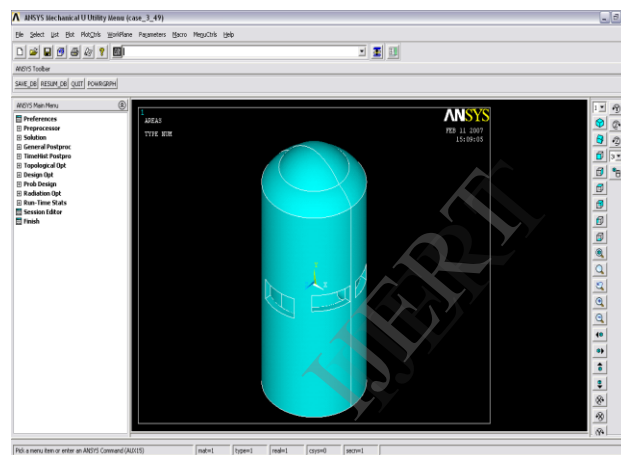 ANSYS Mechanical U Utility Menu (case_3_49)
File Select List Plot PlotCtrls WorkPlane Parameters Macro MenuCtrls Help
ANSYS Toolbar
SAVE_DB RESUM_DB QUIT POWRGRPH
ANSYS Main Menu
Preferences
Preprocessor
Solution
General Postproc
TimeHist Postpro
Topological Opt
Design Opt
Prob Design
Radiation Opt
Run-Time Stats
Session Editor
Finish
1
AREAS
TYPE NUM
ANSYS
FEB 11 2007
15:09:05
Y
Z
IJERT
Pick a menu item or enter an ANSYS Command (AUX15)
mat=1 type=1 real=1 csys=0 secn=1